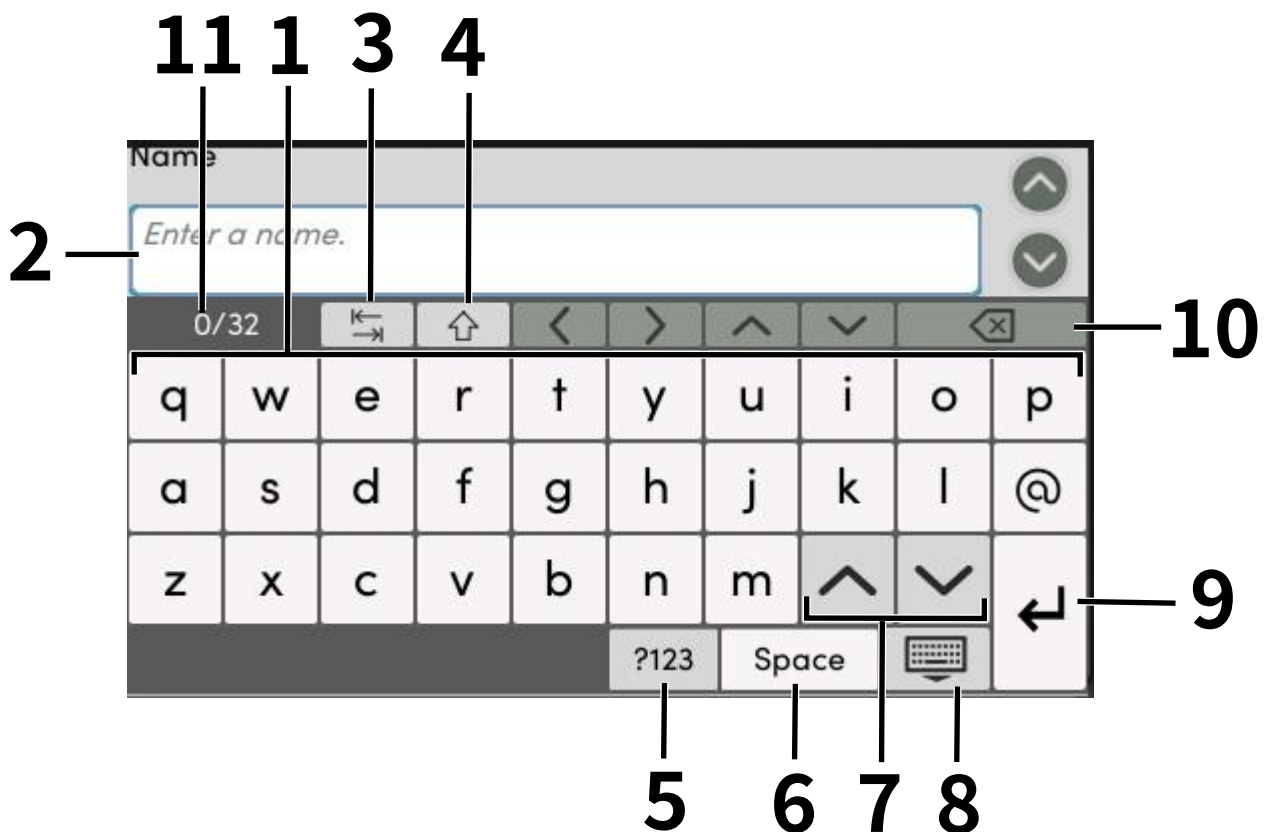 11 1 3 4
Name
2
Enter a name.
0/32
10
q w e r t y u i o p
a s d f g h j k l @
z x c v b n m
9
?123 Space
5 6 7 8